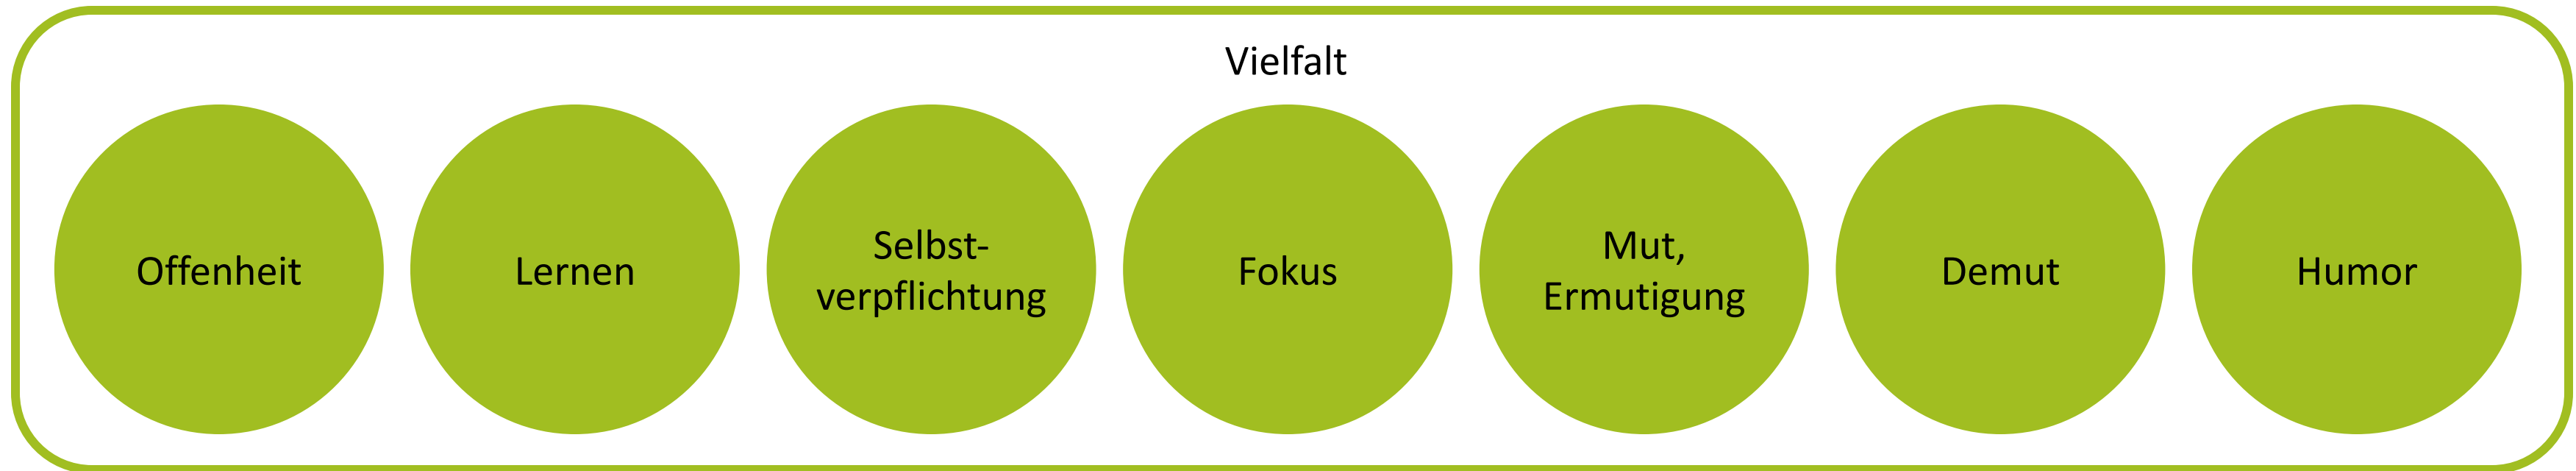 Vielfalt
Offenheit
Lernen
Selbst-
verpflichtung
Fokus
Mut,
Ermutigung
Demut
Humor